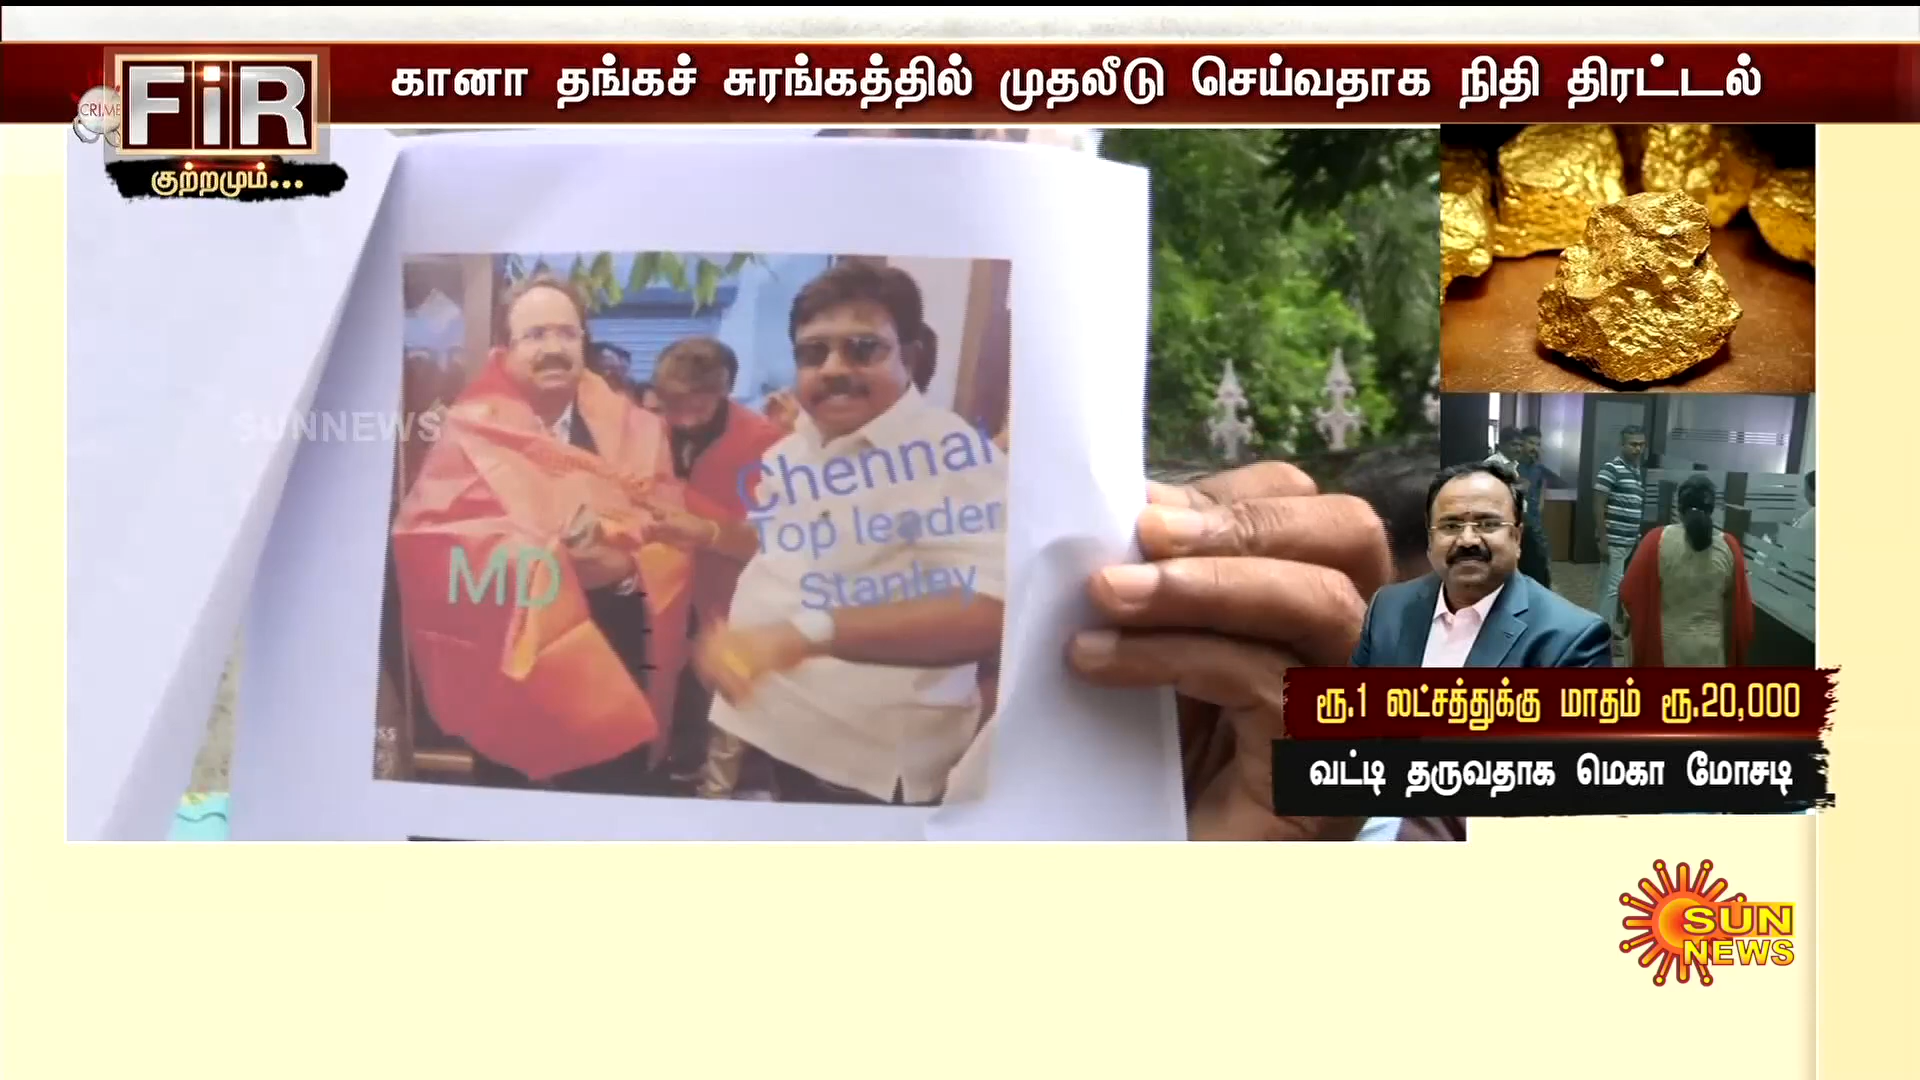 கானா தங்கச் சுரங்கத்தில் முதலீடு செய்வதாக நிதி திரட்டல்
CRIME
FiR
குற்றமும்...
SUNNEWS
Chennai
Top leader
Stanley
MD
ரூ.1 லட்சத்துக்கு மாதம் ரூ.20,000
வட்டி தருவதாக மெகா மோசடி
SUN
NEWS